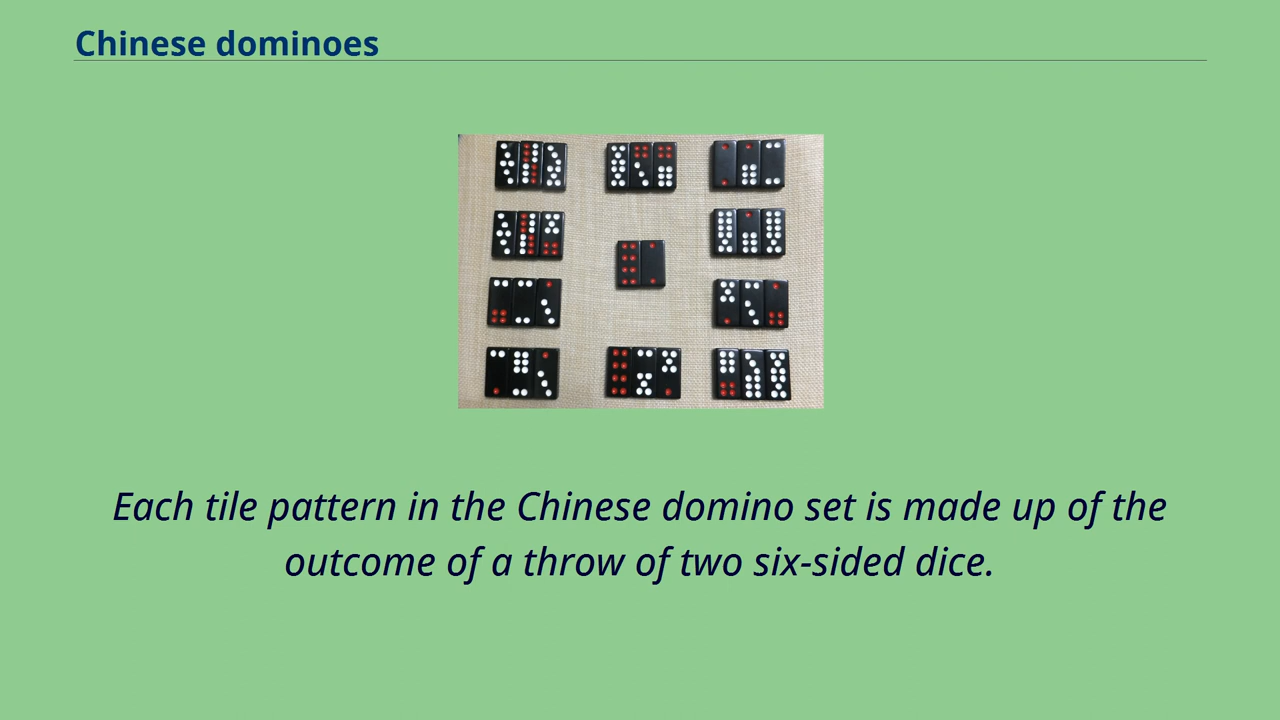 Chinese dominoes
Each tile pattern in the Chinese domino set is made up of the
outcome of a throw of two six-sided dice.